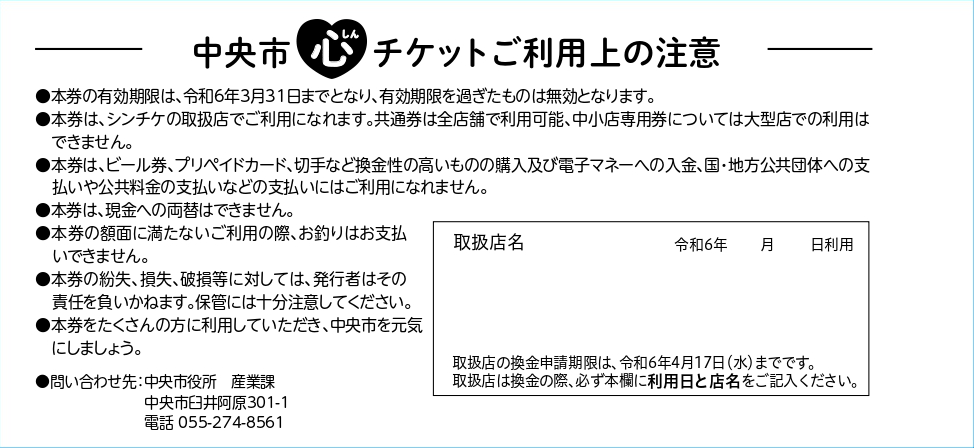 中央市心しんチケットご利用上の注意
●本券の有効期限は、令和6年3月31日までとなり、有効期限を過ぎたものは無効となります。
●本券は、シンチケの取扱店でご利用になれます。共通券は全店舗で利用可能、中小店専用券については大型店での利用は
できません。
●本券は、ビール券、プリペイドカード、切手など換金性の高いものの購入及び電子マネーへの入金、国・地方公共団体への支
払いや公共料金の支払いなどの支払いにはご利用になれません。
●本券は、現金への両替はできません。
●本券の額面に満たないご利用の際、お釣りはお支払
いできません。
●本券の紛失、損失、破損等に対しては、発行者はその
責任を負いかねます。保管には十分注意してください。
●本券をたくさんの方に利用していただき、中央市を元気
にしましょう。
●問い合わせ先：中央市役所　産業課
中央市臼井阿原301-1
電話 055-274-8561
取扱店名　令和6年　月　日利用
取扱店の換金申請期限は、令和6年4月17日（水）までです。
取扱店は換金の際、必ず本欄に利用日と店名をご記入ください。